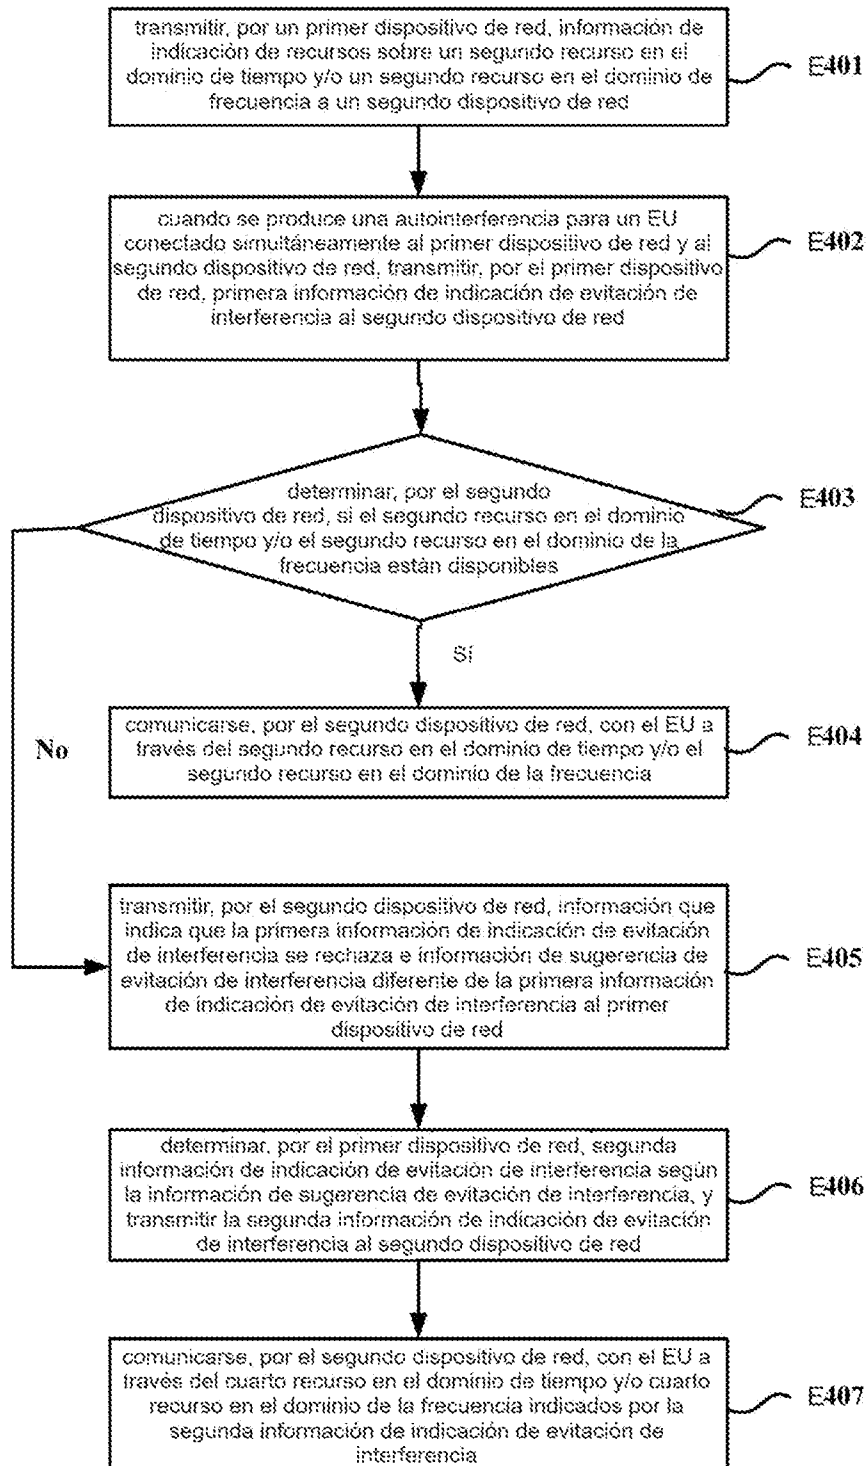 transmitir, por un primer dispositivo de red, información de
indicación de recursos sobre un segundo recurso en el
dominio de tiempo y/o un segundo recurso en el dominio de
frecuencia a un segundo dispositivo de red
E401
cuando se produce una autointerferencia para un EU
conectado simultáneamente al primer dispositivo de red y al
segundo dispositivo de red, transmitir, por el primer dispositivo
de red, primera información de indicación de evitación de
interferencia al segundo dispositivo de red
E402
determinar, por el segundo
dispositivo de red, si el segundo recurso en el dominio
de tiempo y/o el segundo recurso en el dominio de la
frecuencia están disponibles
E403
Sí
comunicarse, por el segundo dispositivo de red, con el EU a
través del segundo recurso en el dominio de tiempo y/o el
segundo recurso en el dominio de la frecuencia
E404
No
transmitir, por el segundo dispositivo de red, información que
indica que la primera información de indicación de evitación
de interferencia se rechaza e información de sugerencia de
evitación de interferencia diferente de la primera información
de indicación de evitación de interferencia al primer
dispositivo de red
E405
determinar, por el primer dispositivo de red, segunda
información de indicación de evitación de interferencia según
la información de sugerencia de evitación de interferencia, y
transmitir la segunda información de indicación de evitación
de interferencia al segundo dispositivo de red
E406
comunicarse, por el segundo dispositivo de red, con el EU a
través del cuarto recurso en el dominio de tiempo y/o cuarto
recurso en el dominio de la frecuencia indicados por la
segunda información de indicación de evitación de
interferencia
E407